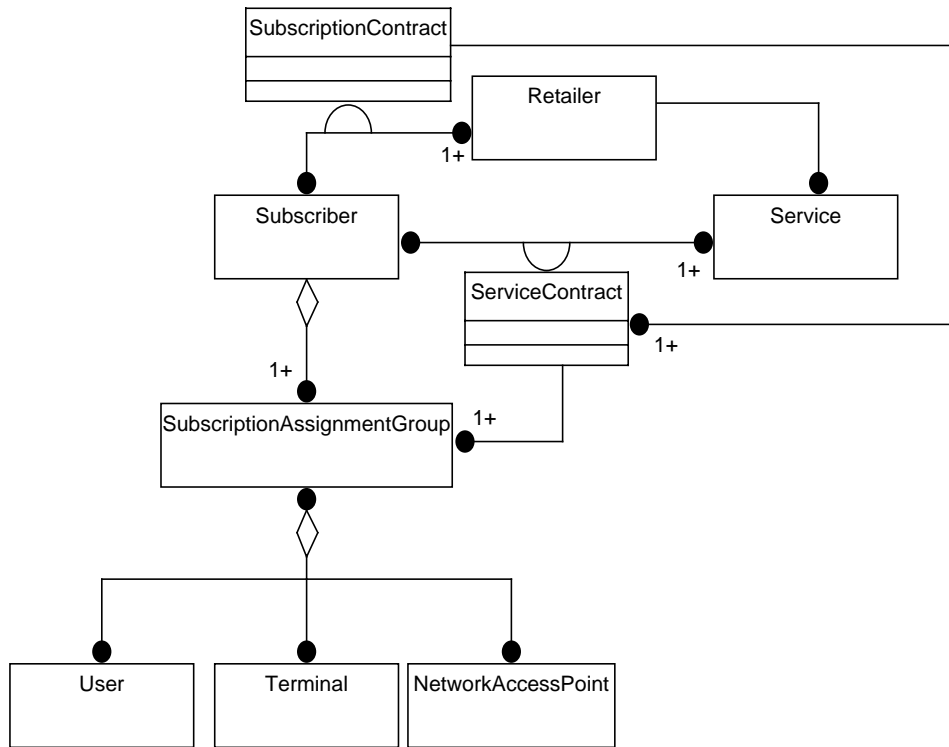 SubscriptionContract
Retailer
1+
Subscriber
Service
1+
ServiceContract
1+
1+
SubscriptionAssignmentGroup
1+
User
Terminal
NetworkAccessPoint